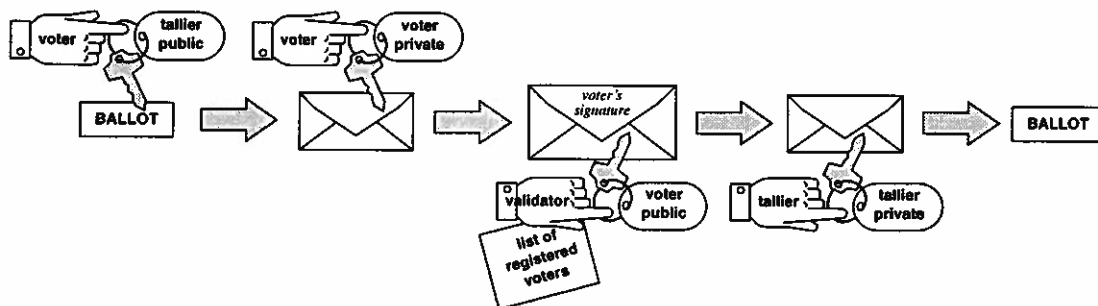 voter
tallier
public
voter
voter
private
BALLOT
voter's
signature
BALLOT
validator
voter
public
tallier
tallier
private
list of
registered
voters